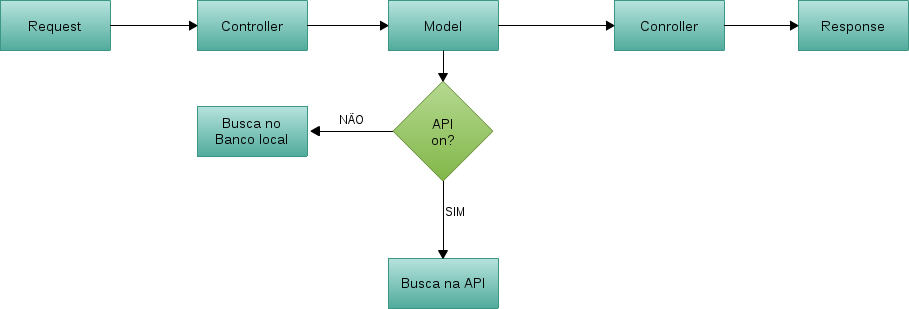 Request
Controller
Model
Conroller
Response
Busca no
Banco local
NÃO
API
on?
SIM
Busca na API